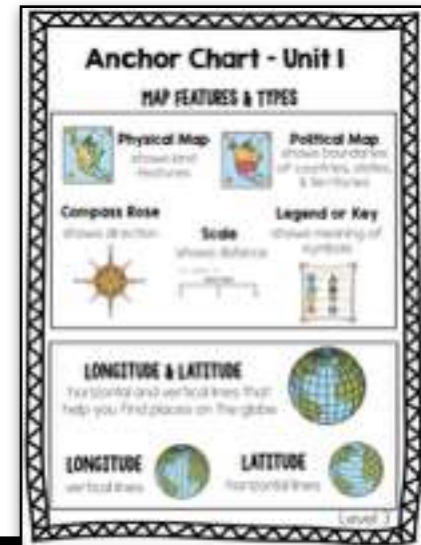 Anchor Chart - Unit 1
MAP FEATURES & TYPES
Physical Map
shows land
features
Political Map
shows boundaries
of countries, states,
& territories
Compass Rose
shows direction
Scale
shows distance
Legend or Key
shows meaning of
symbols
LONGITUDE & LATITUDE
horizontal and vertical lines that
help you find places on the globe
LONGITUDE
vertical lines
LATITUDE
horizontal lines
Level 3